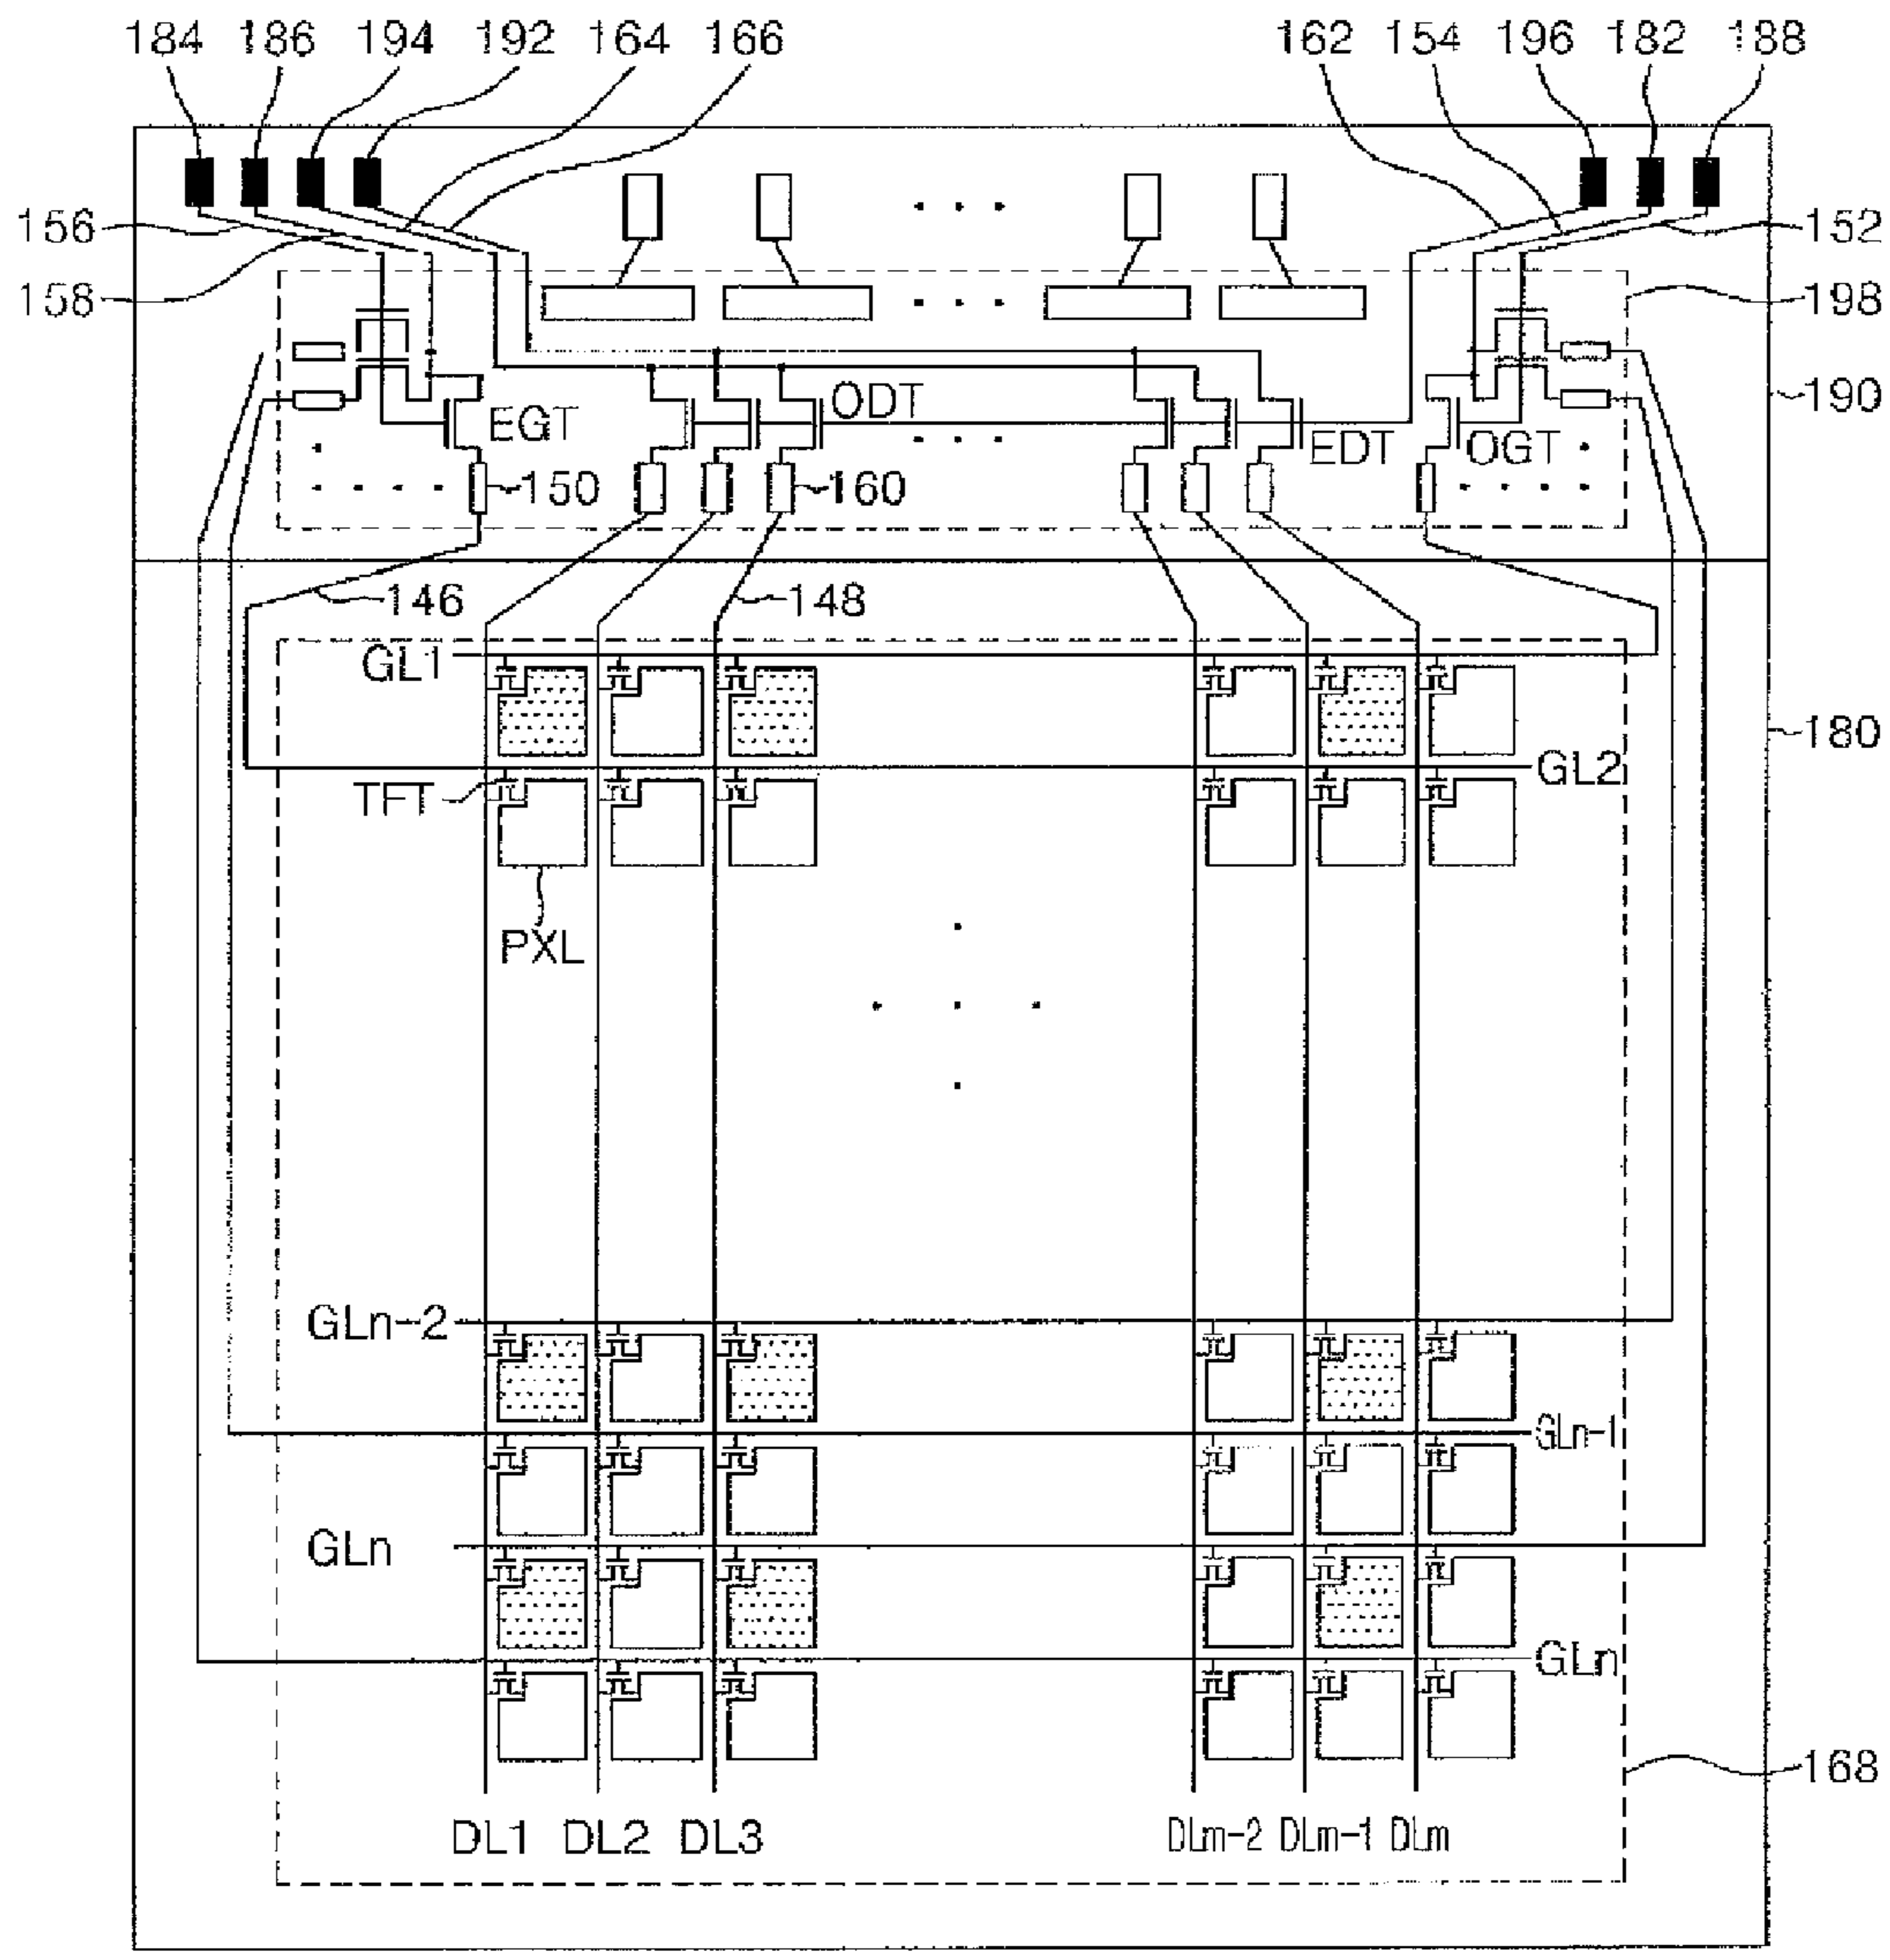 184 186 194 192 164 166 162 154 196 182 188
156
152
158
198
190
ODT
EGT
EDT OGT
150 160
146 148
GL1
180
GL2
TFT
PXL
GLn-2
GLn-1
GLn
GLn
168
DL1 DL2 DL3 DLm-2 DLm-1 DLm